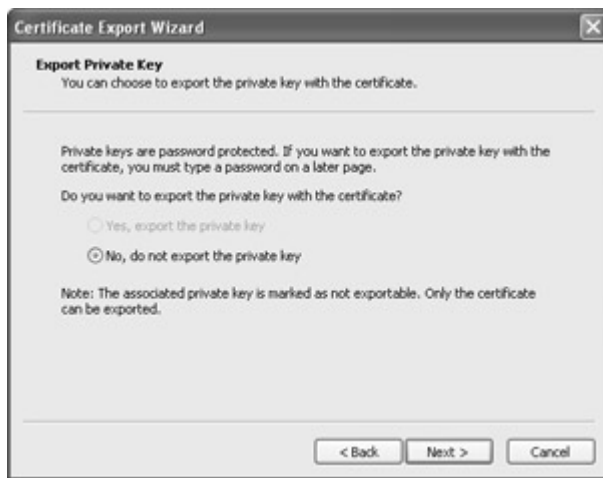 Certificate Export Wizard
Export Private Key
You can choose to export the private key with the certificate.
Private keys are password protected. If you want to export the private key with the
certificate, you must type a password on a later page.
Do you want to export the private key with the certificate?
Yes, export the private key
No, do not export the private key
Note: The associated private key is marked as not exportable. Only the certificate
can be exported.
< Back Next > Cancel